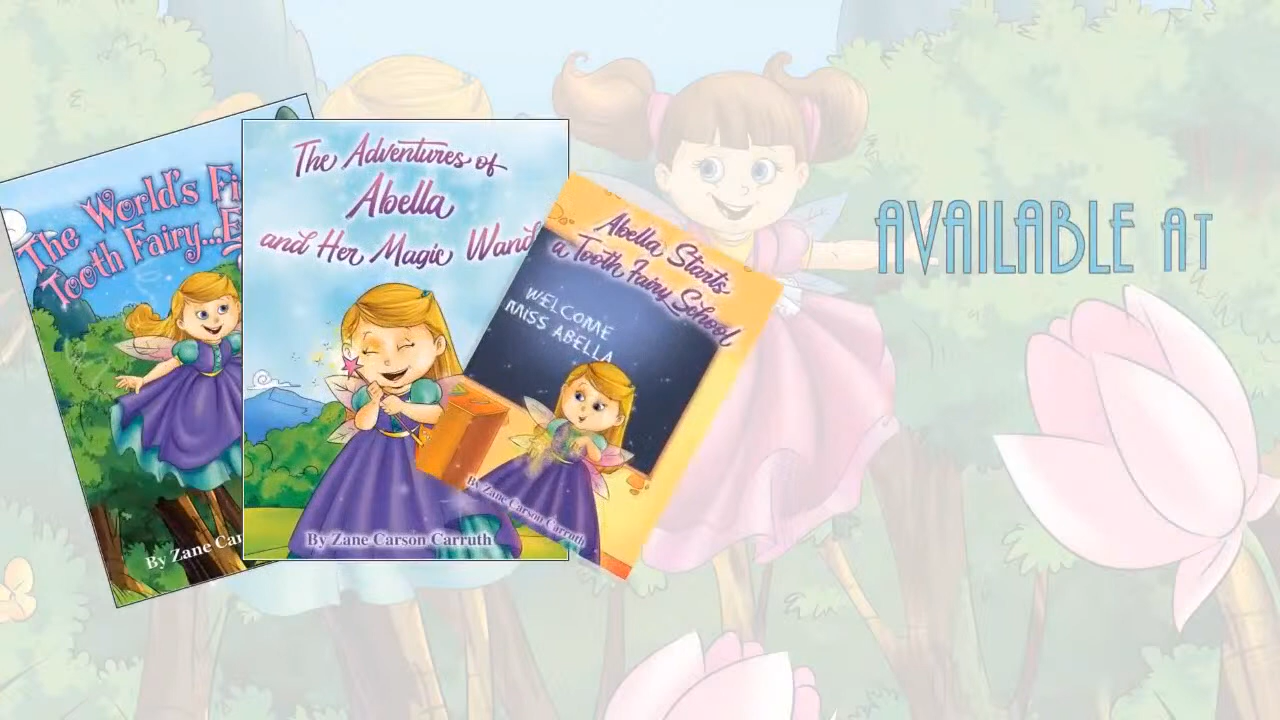 The World's Fi
Tooth Fairy...E
By Zane Car
The Adventures of
Abella
and Her Magic Wand
By Zane Carson Carruth
Abella Starts
a Tooth Fairy School
WELCOME
MISS ABELLA
By Zane Carson Carruth
AVAILABLE AT